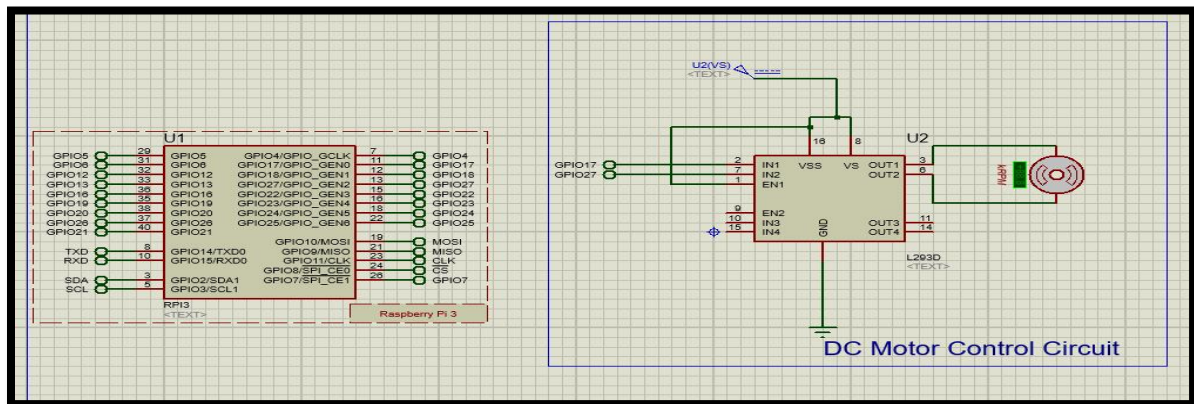 U1
GPIO5 29 GPIO5 GPIO4/GPIO_GCLK 7 GPIO4
GPIO6 31 GPIO6 GPIO17/GPIO_GEN0 11 GPIO17
GPIO12 32 GPIO12 GPIO18/GPIO_GEN1 12 GPIO18
GPIO13 33 GPIO13 GPIO27/GPIO_GEN2 13 GPIO27
GPIO16 36 GPIO16 GPIO22/GPIO_GEN3 15 GPIO22
GPIO19 35 GPIO19 GPIO23/GPIO_GEN4 16 GPIO23
GPIO20 38 GPIO20 GPIO24/GPIO_GEN5 18 GPIO24
GPIO26 37 GPIO26 GPIO25/GPIO_GEN6 22 GPIO25
GPIO21 40 GPIO21
GPIO10/MOSI 19 MOSI
TXD 8 GPIO14/TXD0 GPIO9/MISO 21 MISO
RXD 10 GPIO15/RXD0 GPIO11/CLK 23 CLK
GPIO8/SPI_CE0 24 CS
SDA 3 GPIO2/SDA1 GPIO7/SPI_CE1 26 GPIO7
SCL 5 GPIO3/SCL1
RPI3
<TEXT>
Raspberry Pi 3
U2(VS)
<TEXT>
16 8 U2
GPIO17 2 IN1 VSS VS OUT1 3
GPIO27 7 IN2 OUT2 6
1 EN1
kRPM
9 EN2
10 IN3 OUT3 11
15 IN4 GND OUT4 14
L293D
<TEXT>
DC Motor Control Circuit